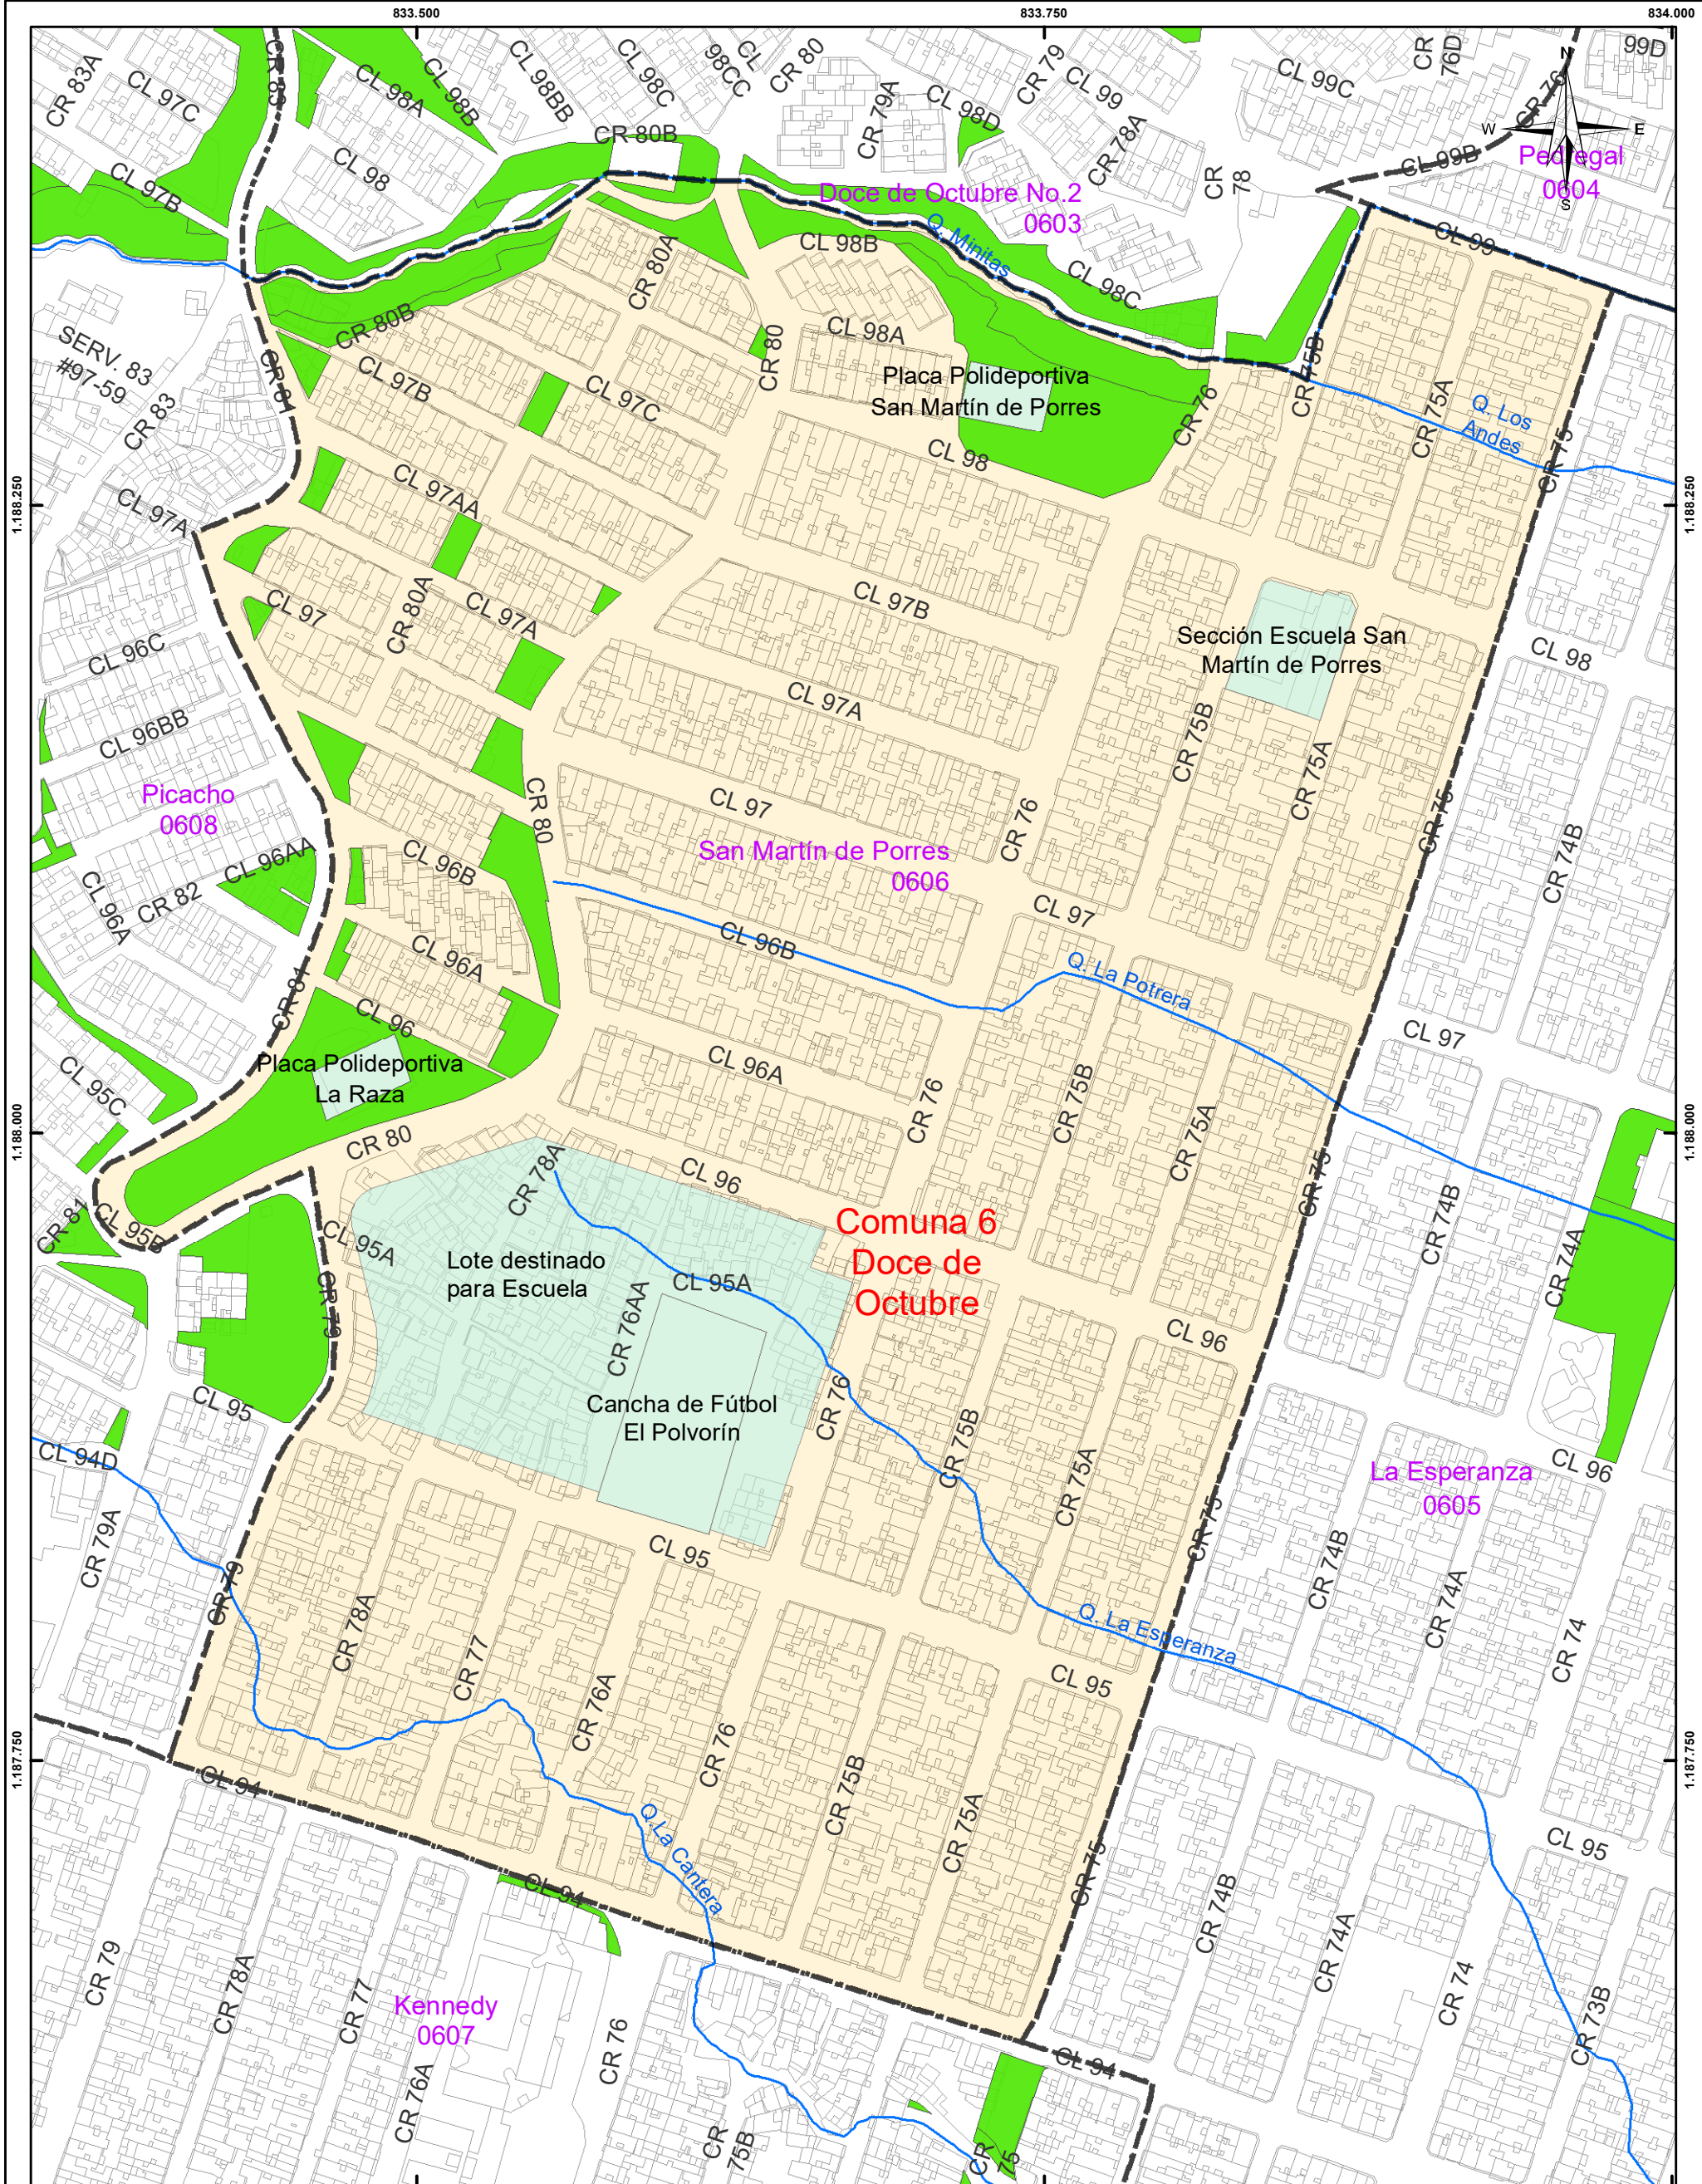 833.500
833.750
834.000
CR 83A
CL 97C
CR 83
CL 98A
CL 98B
CL 98BB
CL 98C
CL
98CC
CR 80
CR 79A
CL 98D
CR 79
CL 99
CR 78A
CL 99C
CR
76D
99D
CR 76
N
W
E
S
CL 99B
Pedregal
0604
CR 80B
CL 98
CL 97B
CR
78
Doce de Octubre No.2
0603
Q. Minitas
CL 98B
CL 98C
CL 99
CR 80A
CR 80B
CR 80
CL 98A
SERV. 83
#97-59
CR 83
CR 81
CL 97B
CL 97C
Placa Polideportiva
San Martín de Porres
CR 76
CR 75B
CR 75A
Q. Los
Andes
CR 75
CL 98
CL 97AA
CL 97A
1.188.250
1.188.250
CL 97
CR 80A
CL 97A
CL 97B
Sección Escuela San
Martín de Porres
CL 98
CL 96C
CL 96BB
CL 97A
CR 75B
CR 75A
CR 75
Picacho
0608
CR 80
CL 97
CR 76
CR 74B
CL 96AA
CL 96B
San Martín de Porres
0606
CR 82
CL 96A
CL 97
CL 96B
CL 96A
Q. La Potrera
CR 81
CL 96
CL 97
Placa Polideportiva
La Raza
CL 96A
CR 76
CR 75B
CR 75A
CL 95C
1.188.000
1.188.000
CR 80
CR 78A
CL 96
CR 75
CR 74B
CR 81
CL 95B
CL 95A
Comuna 6
Doce de
Octubre
Lote destinado
para Escuela
CL 95A
CR 74A
CR 79
CR 76AA
CL 96
Cancha de Fútbol
El Polvorín
CR 76
CL 95
CR 75B
CR 75A
CL 94D
La Esperanza
0605
CL 96
CR 79A
CL 95
CR 75
CR 79
CR 74B
CR 74A
CR 78A
CR 77
Q. La Esperanza
CR 74
CR 76A
CL 95
1.187.750
1.187.750
CR 76
CL 94
CR 75B
CR 75A
Q.La Cantera
CL 95
CR 75
CL 94
CR 74B
CR 74A
CR 79
CR 78A
CR 77
CR 74
CR 73B
Kennedy
0607
CR 76
CL 94
CR 76A
CR
75B
CR
75